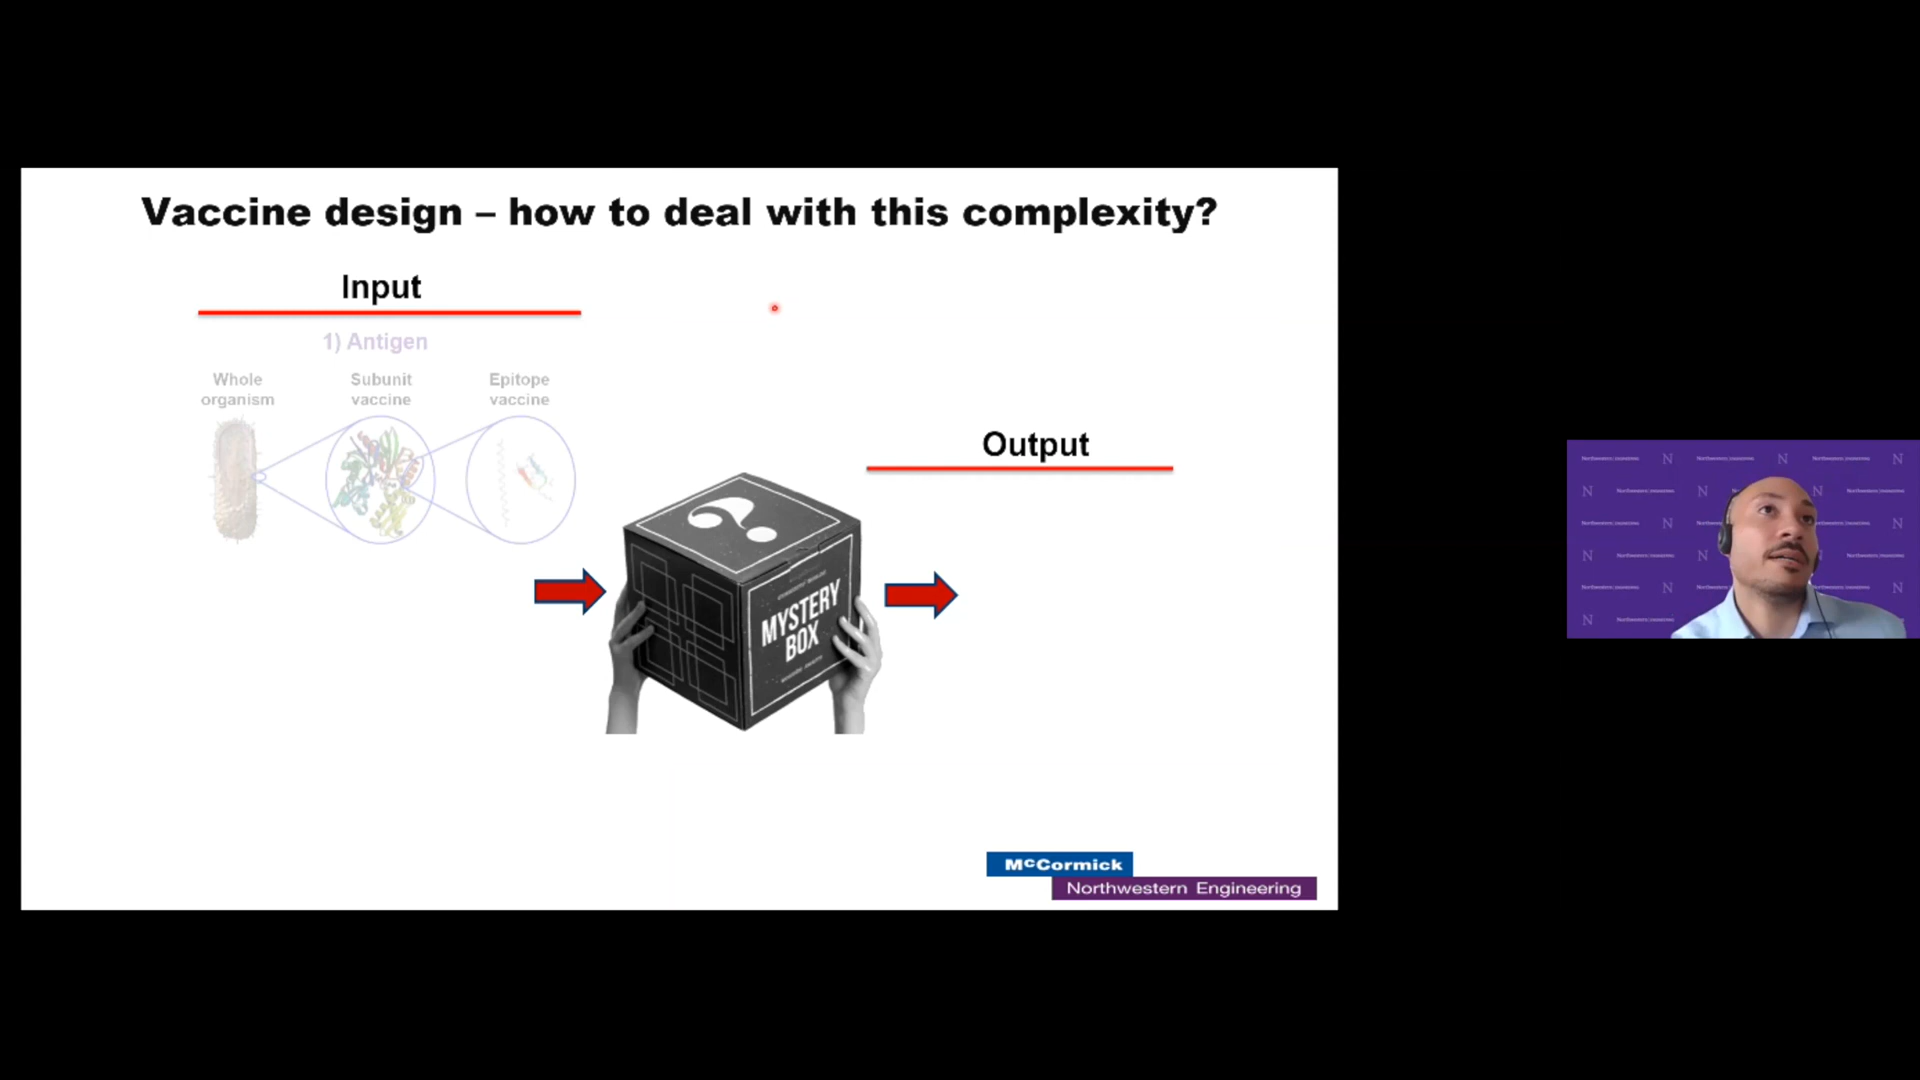 Vaccine design – how to deal with this complexity?
Input
1) Antigen
Whole
organism
Subunit
vaccine
Epitope
vaccine
Output
MYSTERY
BOX
McCormick
Northwestern Engineering